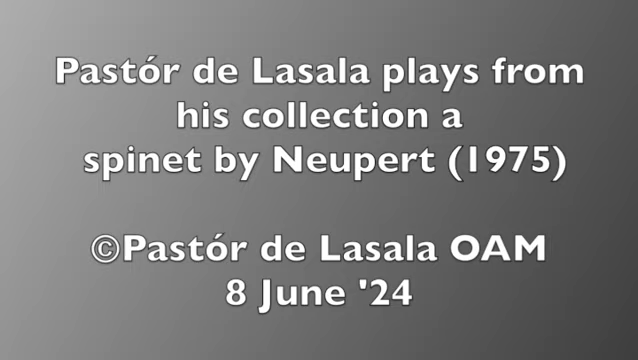 Pastór de Lasala plays from
his collection a
spinet by Neupert (1975)
©Pastór de Lasala OAM
8 June '24